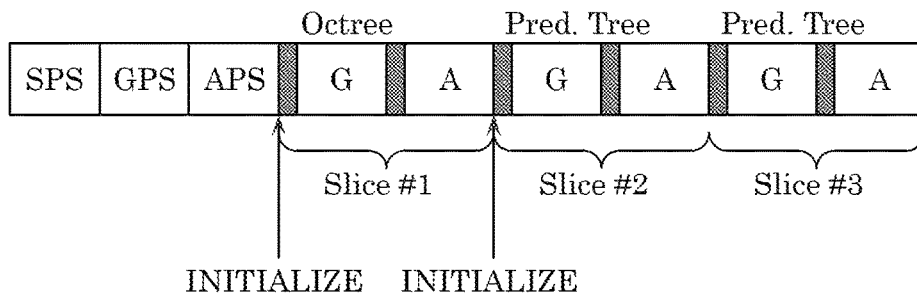 Octree Pred. Tree Pred. Tree
SPS GPS APS G A G A G A
Slice #1 Slice #2 Slice #3
INITIALIZE INITIALIZE